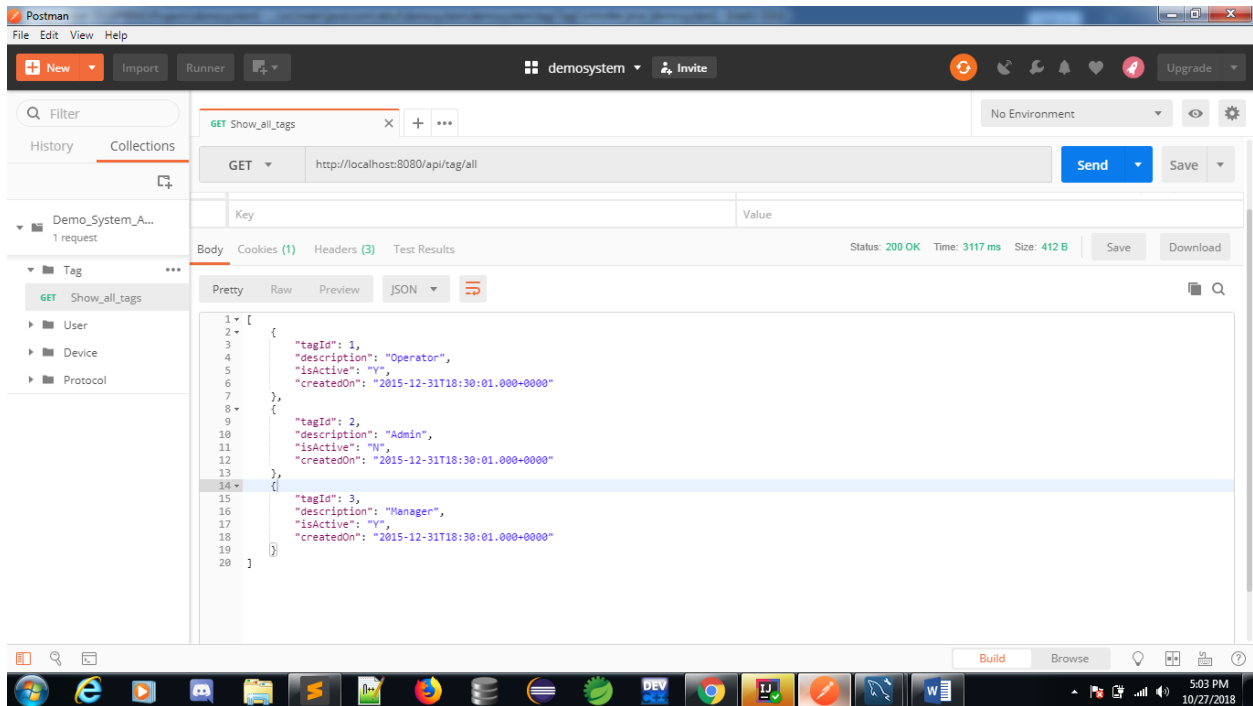 Postman
File Edit View Help
New Import Runner demosystem Invite Upgrade
Filter
History Collections
Demo_System_A...
1 request
Tag
GET Show_all_tags
User
Device
Protocol
GET Show_all_tags
No Environment
GET http://localhost:8080/api/tag/all Send Save
Key Value
Body Cookies (1) Headers (3) Test Results Status: 200 OK Time: 3117 ms Size: 412 B Save Download
Pretty Raw Preview JSON
1 [
2 {
3 "tagId": 1,
4 "description": "Operator",
5 "isActive": "Y",
6 "createdOn": "2015-12-31T18:30:01.000+0000"
7 },
8 {
9 "tagId": 2,
10 "description": "Admin",
11 "isActive": "N",
12 "createdOn": "2015-12-31T18:30:01.000+0000"
13 },
14 {
15 "tagId": 3,
16 "description": "Manager",
17 "isActive": "Y",
18 "createdOn": "2015-12-31T18:30:01.000+0000"
19 }
20 ]
Build Browse
DEV
5:03 PM
10/27/2018